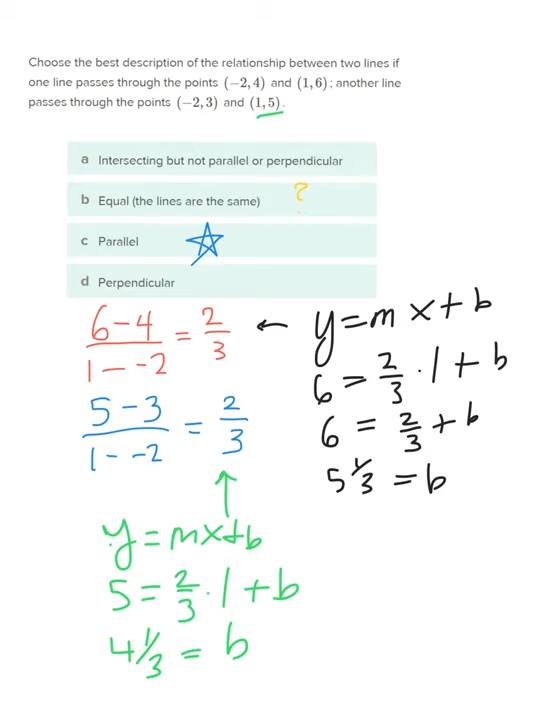 Choose the best description of the relationship between two lines if
one line passes through the points (−2, 4) and (1, 6); another line
passes through the points (−2, 3) and (1, 5).
a Intersecting but not parallel or perpendicular
b Equal (the lines are the same) ?
c Parallel
d Perpendicular
6-4/1--2 = 2/3 ← y=mx+b
6 = 2/3 · 1 + b
6 = 2/3 + b
5 1/3 = b
5-3/1--2 = 2/3
y=mx+b
5 = 2/3 · 1 + b
4 1/3 = b